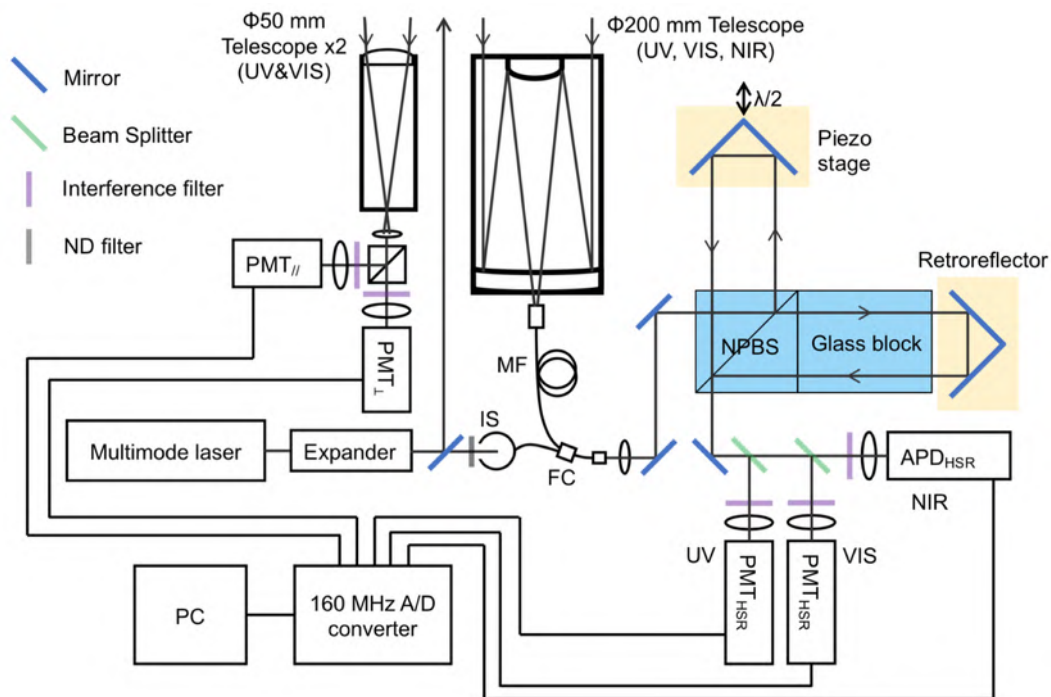 Φ50 mm
Telescope x2
(UV&VIS)
Φ200 mm Telescope
(UV, VIS, NIR)
Mirror
Beam Splitter
Interference filter
ND filter
λ/2
Piezo
stage
Retroreflector
PMT//
PMT⊥
MF
NPBS
Glass block
IS
FC
Multimode laser
Expander
APDHSR
NIR
UV
PMTHSR
PMTHSR
VIS
PC
160 MHz A/D
converter